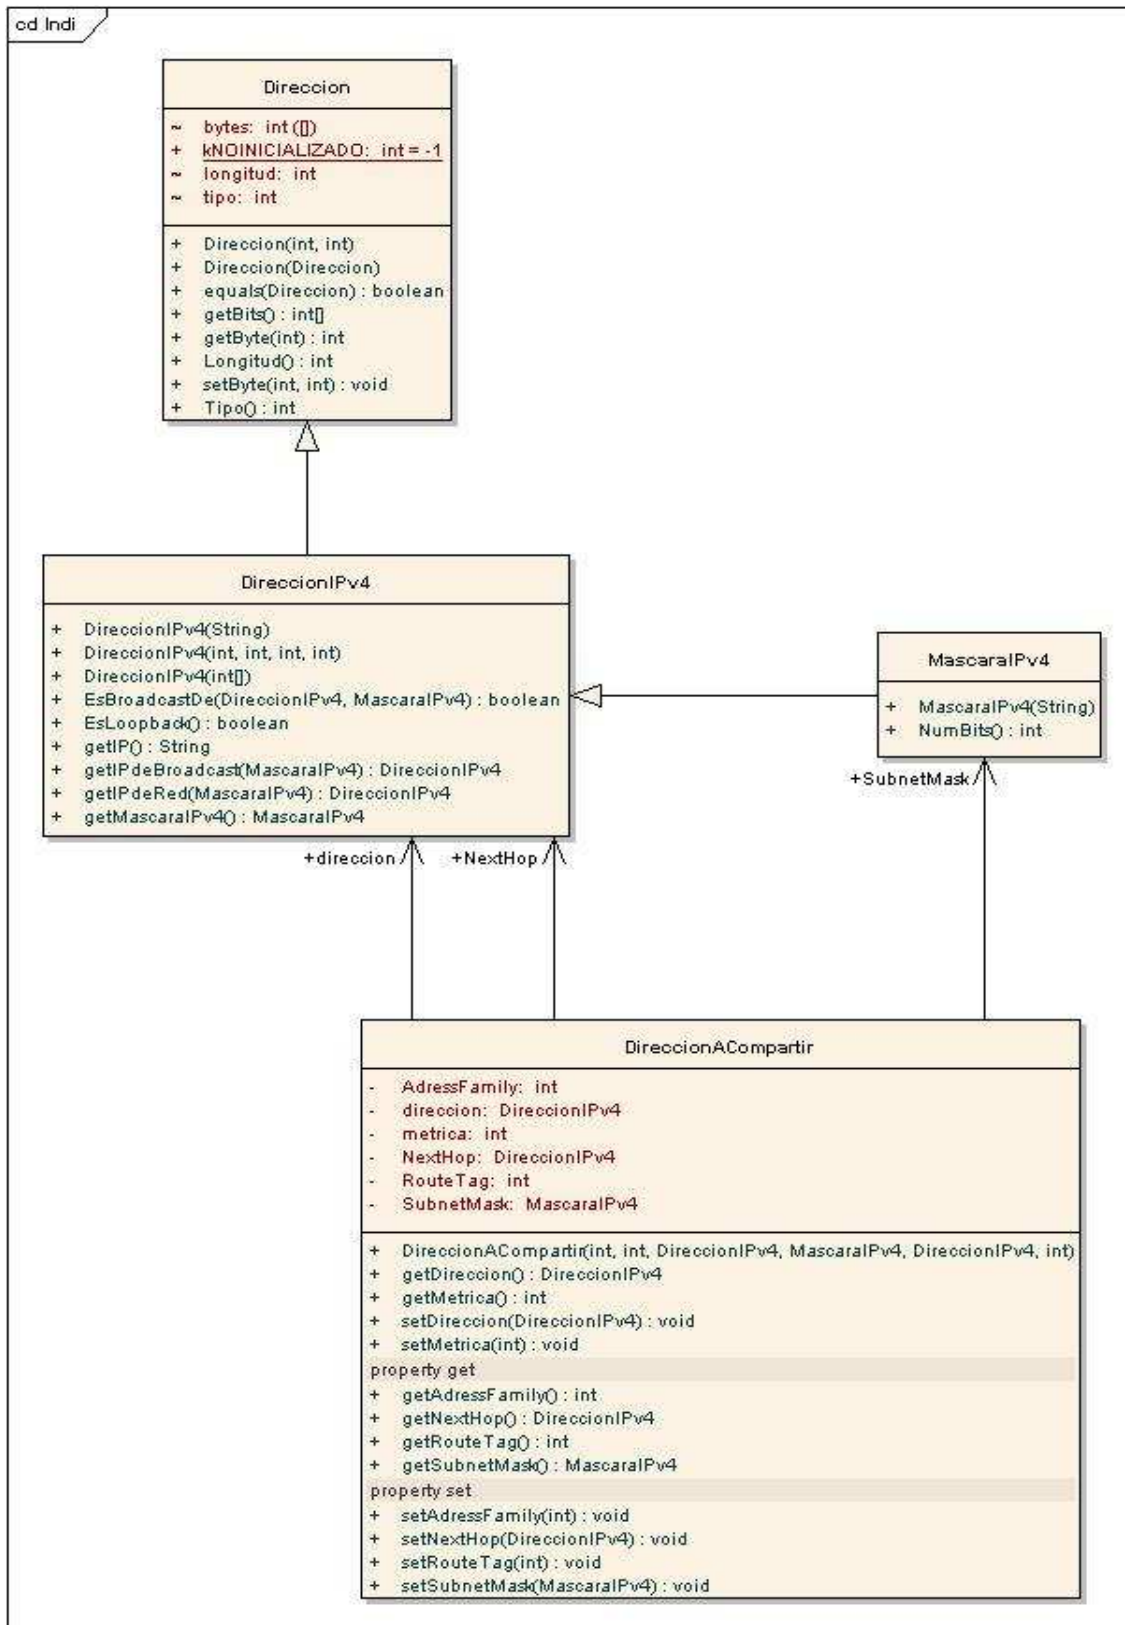 cd Indi
Direccion
~ bytes: int ([])
+ kNOINICIALIZADO: int = -1
~ longitud: int
~ tipo: int
+ Direccion(int, int)
+ Direccion(Direccion)
+ equals(Direccion) : boolean
+ getBits() : int[]
+ getByte(int) : int
+ Longitud() : int
+ setByte(int, int) : void
+ Tipo() : int
DireccionIPv4
+ DireccionIPv4(String)
+ DireccionIPv4(int, int, int, int)
+ DireccionIPv4(int[])
+ EsBroadcastDe(DireccionIPv4, MascaraIPv4) : boolean
+ EsLoopback() : boolean
+ getIP() : String
+ getIPdeBroadcast(MascaraIPv4) : DireccionIPv4
+ getIPdeRed(MascaraIPv4) : DireccionIPv4
+ getMascaraIPv4() : MascaraIPv4
MascaraIPv4
+ MascaraIPv4(String)
+ NumBits() : int
+SubnetMask
+direccion
+NextHop
DireccionACompartir
- AdressFamily: int
- direccion: DireccionIPv4
- metrica: int
- NextHop: DireccionIPv4
- RouteTag: int
- SubnetMask: MascaraIPv4
+ DireccionACompartir(int, int, DireccionIPv4, MascaraIPv4, DireccionIPv4, int)
+ getDireccion() : DireccionIPv4
+ getMetrica() : int
+ setDireccion(DireccionIPv4) : void
+ setMetrica(int) : void
property get
+ getAdressFamily() : int
+ getNextHop() : DireccionIPv4
+ getRouteTag() : int
+ getSubnetMask() : MascaraIPv4
property set
+ setAdressFamily(int) : void
+ setNextHop(DireccionIPv4) : void
+ setRouteTag(int) : void
+ setSubnetMask(MascaraIPv4) : void